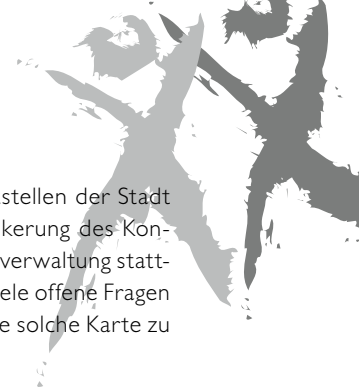 stellen der Stadt
kerung des Kon-
verwaltung statt-
ele offene Fragen
e solche Karte zu